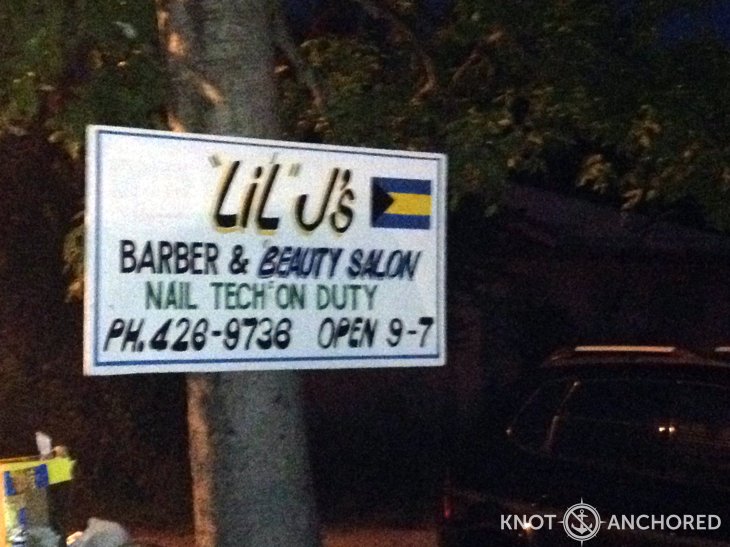 "LiL" J's
BARBER & BEAUTY SALON
NAIL TECH" ON DUTY
PH. 426-9736 OPEN 9-7
KNOT ANCHORED